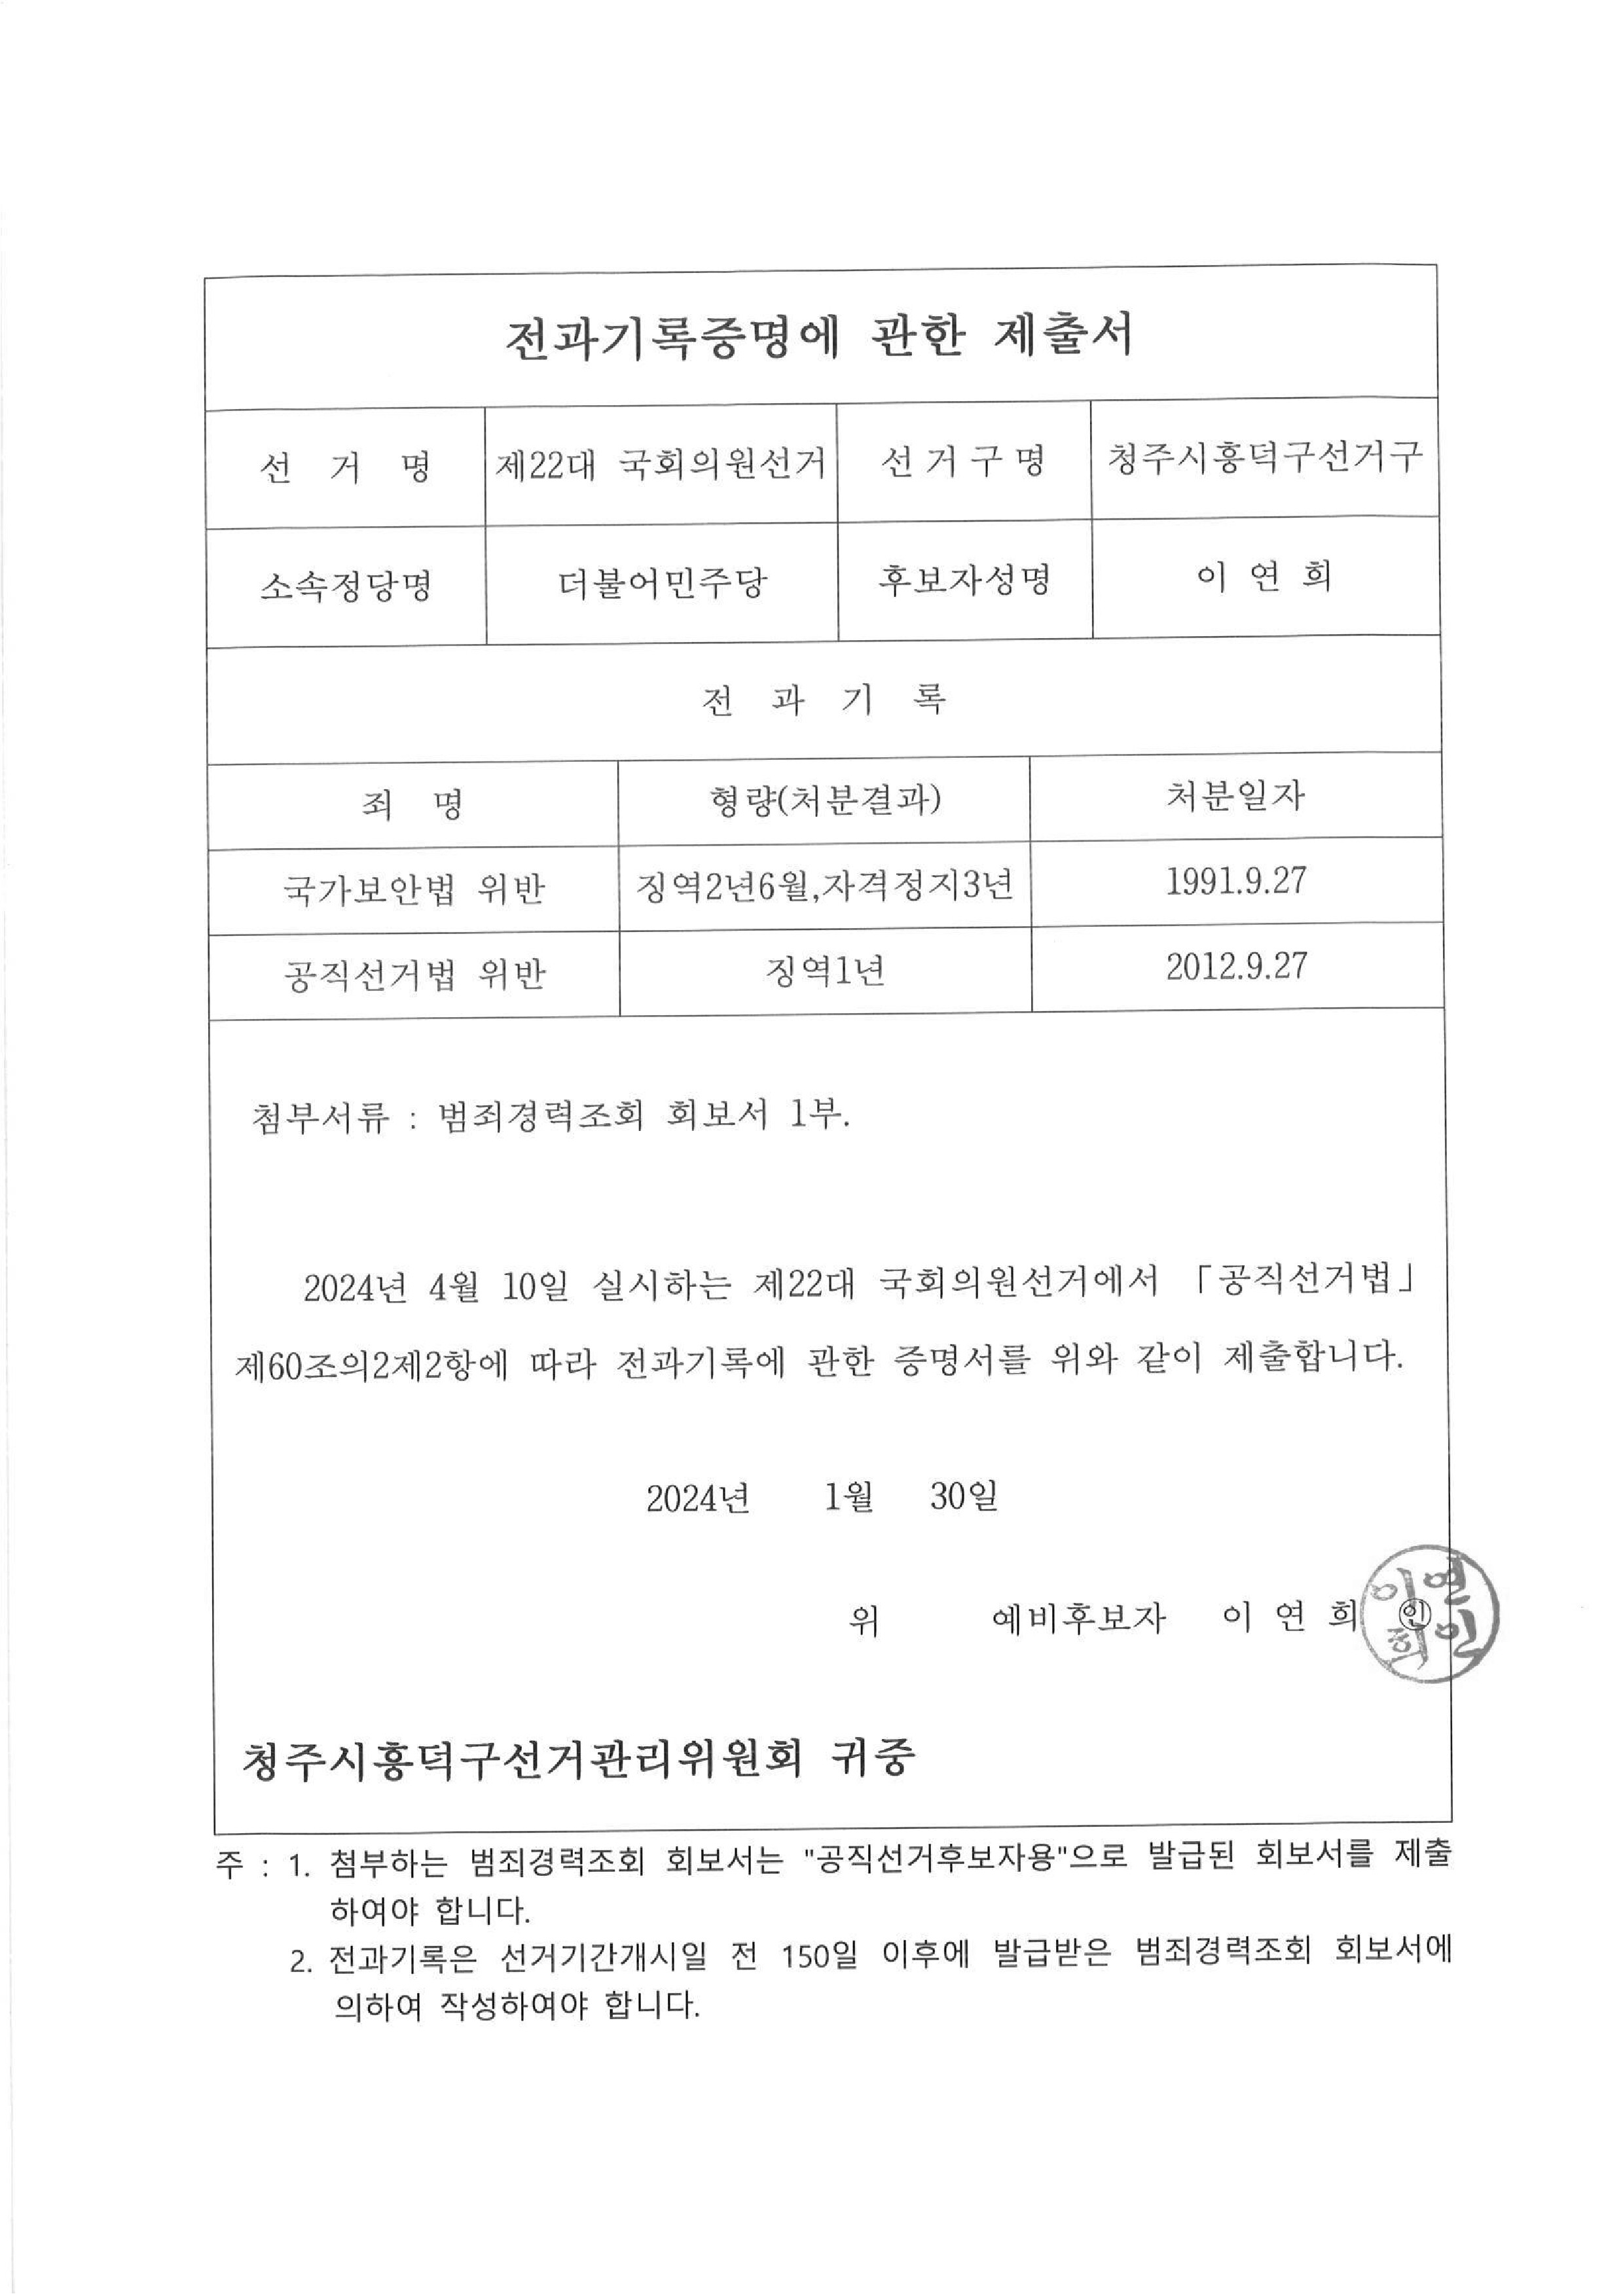 전과기록증명에 관한 제출서
선 거 명 제22대 국회의원선거 선거구명 청주시흥덕구선거구
소속정당명 더불어민주당 후보자성명 이 연 희
전 과 기 록
죄 명 형량(처분결과) 처분일자
국가보안법 위반 징역2년6월,자격정지3년 1991.9.27
공직선거법 위반 징역1년 2012.9.27
첨부서류 : 범죄경력조회 회보서 1부.
2024년 4월 10일 실시하는 제22대 국회의원선거에서 「공직선거법」
제60조의2제2항에 따라 전과기록에 관한 증명서를 위와 같이 제출합니다.
2024년 1월 30일
위 예비후보자 이 연 희 ㊞
이연
희인
청주시흥덕구선거관리위원회 귀중
주 : 1. 첨부하는 범죄경력조회 회보서는 "공직선거후보자용"으로 발급된 회보서를 제출
하여야 합니다.
2. 전과기록은 선거기간개시일 전 150일 이후에 발급받은 범죄경력조회 회보서에
의하여 작성하여야 합니다.